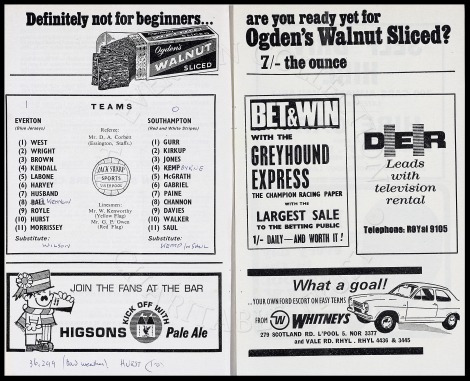 Definitely not for beginners...
Ogden's
WALNUT
SLICED
1
0
TEAMS
EVERTON
(Blue Jerseys)
(1) WEST
(2) WRIGHT
(3) BROWN
(4) KENDALL
(5) LABONE
(6) HARVEY
(7) HUSBAND
(8) BALL
(9) ROYLE
(10) HURST
(11) MORRISSEY
Substitute:
Referee:
Mr. D. A. Corbett
(Essington, Staffs.)
JACK SHARP
SPORTS
LIVERPOOL
Linesmen:
Mr. W. Kenworthy
(Yellow Flag)
Mr. G. P. Owen
(Red Flag)
SOUTHAMPTON
(Red and White Stripes)
(1) GURR
(2) KIRKUP
(3) JONES
(4) KEMP
(5) McGRATH
(6) GABRIEL
(7) PAINE
(8) CHANNON
(9) DAVIES
(10) WALKER
(11) SAUL
Substitute:
JOIN THE FANS AT THE BAR
KICK OFF WITH
HIGSONS Pale Ale
36,299
HURST
are you ready yet for
Ogden's Walnut Sliced?
7/- the ounce
BET & WIN
WITH THE
GREYHOUND
EXPRESS
THE CHAMPION RACING PAPER
WITH THE
LARGEST SALE
TO THE BETTING PUBLIC
1/- DAILY—AND WORTH IT!
DER
Leads
with
television
rental
Telephone: ROYal 9105
What a goal!
...YOUR OWN FORD ESCORT ON EASY TERMS
FROM WHITNEYS
279 SCOTLAND RD. L'POOL 5. NOR 3377
and VALE RD. RHYL. RHYL 4436 & 3445